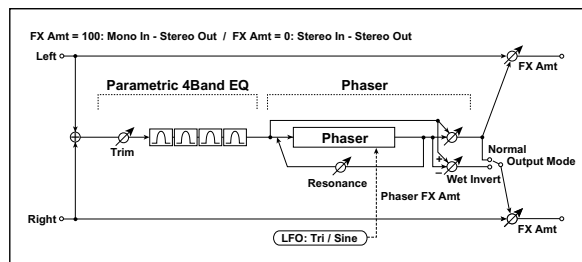 FX Amt = 100: Mono In - Stereo Out / FX Amt = 0: Stereo In - Stereo Out
Left
FX Amt
Parametric 4Band EQ
Phaser
Phaser
Trim
Normal
Output Mode
+
−
Wet Invert
Resonance
Phaser FX Amt
Right
FX Amt
LFO: Tri / Sine